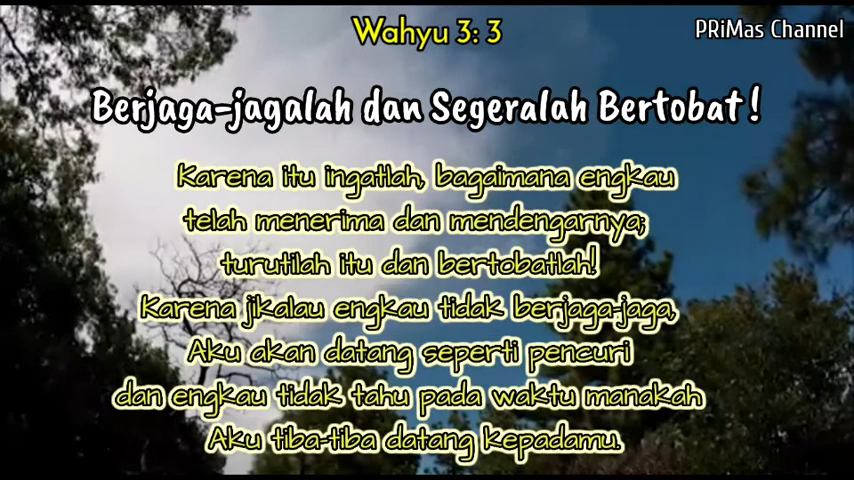 Wahyu 3: 3
PRiMas Channel
Berjaga-jagalah dan Segeralah Bertobat !
Karena itu ingatlah, bagaimana engkau
telah menerima dan mendengarnya;
turutilah itu dan bertobatlah!
Karena jikalau engkau tidak berjaga-jaga,
Aku akan datang seperti pencuri
dan engkau tidak tahu pada waktu manakah
Aku tiba-tiba datang kepadamu.